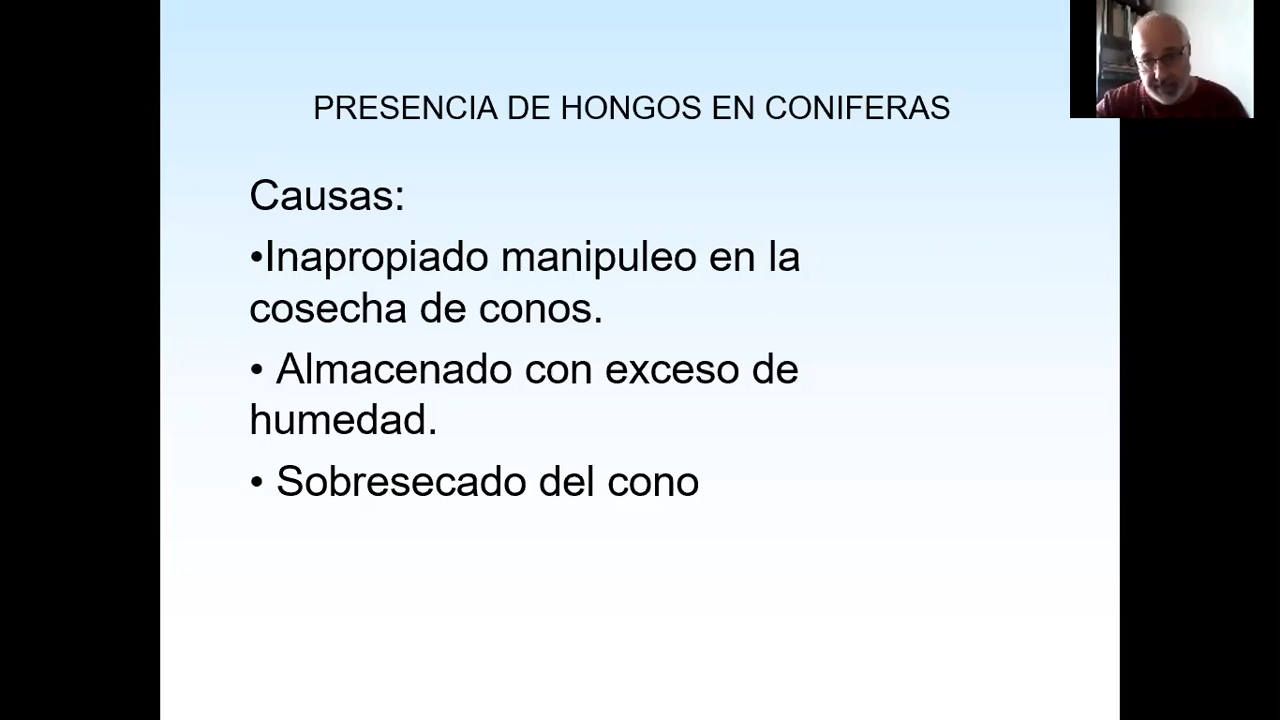 PRESENCIA DE HONGOS EN CONIFERAS
Causas:
•Inapropiado manipuleo en la
cosecha de conos.
• Almacenado con exceso de
humedad.
• Sobresecado del cono